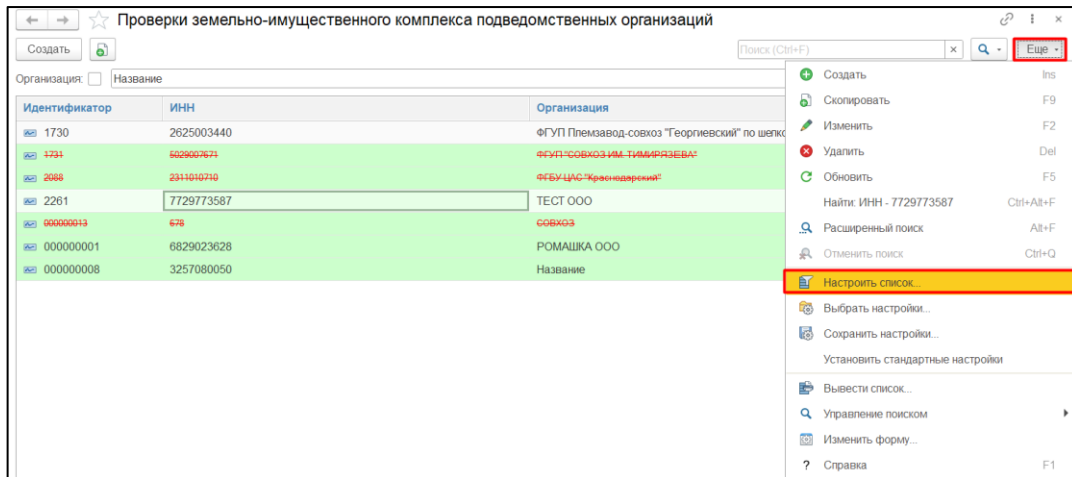 Проверки земельно-имущественного комплекса подведомственных организаций
Создать
Поиск (Ctrl+F)
Еще
Организация:
Название
Идентификатор ИНН Организация
1730 2625003440 ФГУП Племзавод-совхоз "Георгиевский" по шелко
1731 5029007671 ФГУП "СОВХОЗ ИМ. ТИМИРЯЗЕВА"
2088 2311010710 ФГБУ ЦАС "Краснодарский"
2261 7729773587 ТЕСТ ООО
000000013 678 СОВХОЗ
000000001 6829023628 РОМАШКА ООО
000000008 3257080050 Название
Создать Ins
Скопировать F9
Изменить F2
Удалить Del
Обновить F5
Найти: ИНН - 7729773587 Ctrl+Alt+F
Расширенный поиск Alt+F
Отменить поиск Ctrl+Q
Настроить список...
Выбрать настройки...
Сохранить настройки...
Установить стандартные настройки
Вывести список...
Управление поиском
Изменить форму...
? Справка F1